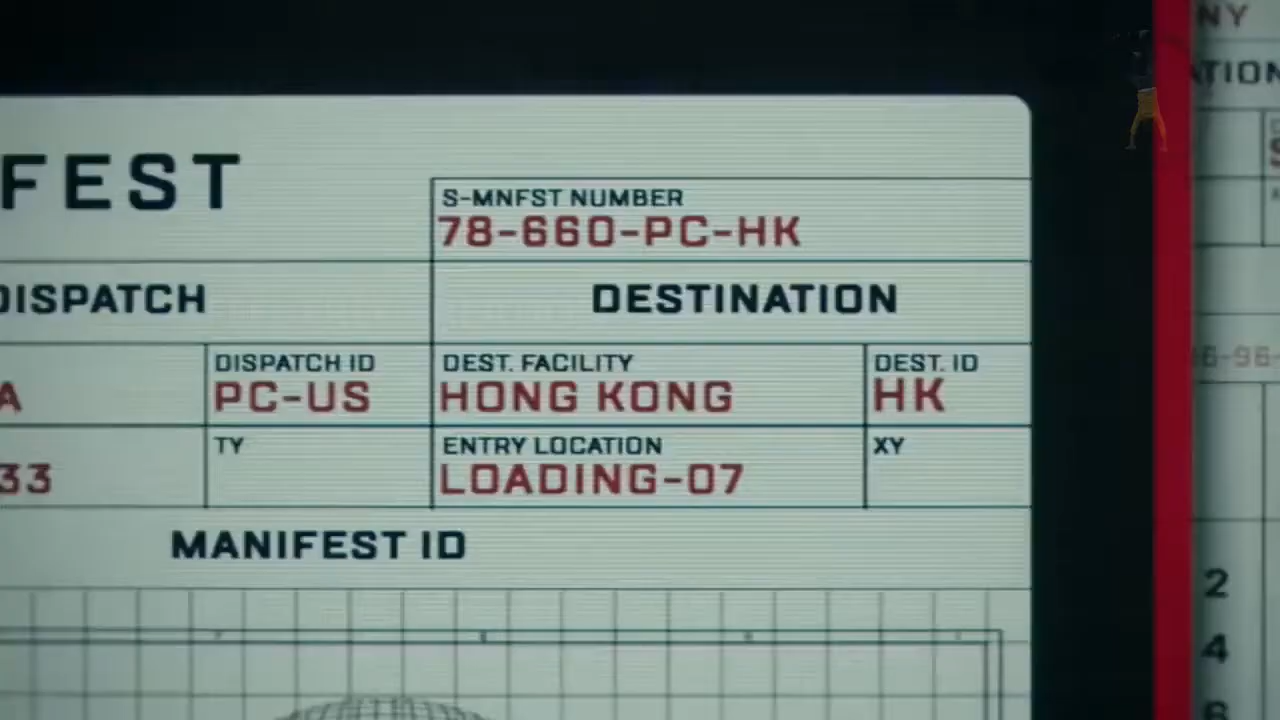 NY
FEST
S-MNFST NUMBER
78-660-PC-HK
DISPATCH
DESTINATION
DISPATCH ID
DEST. FACILITY
DEST. ID
A
PC-US
HONG KONG
HK
TY
ENTRY LOCATION
XY
33
LOADING-07
MANIFEST ID
2
4
6